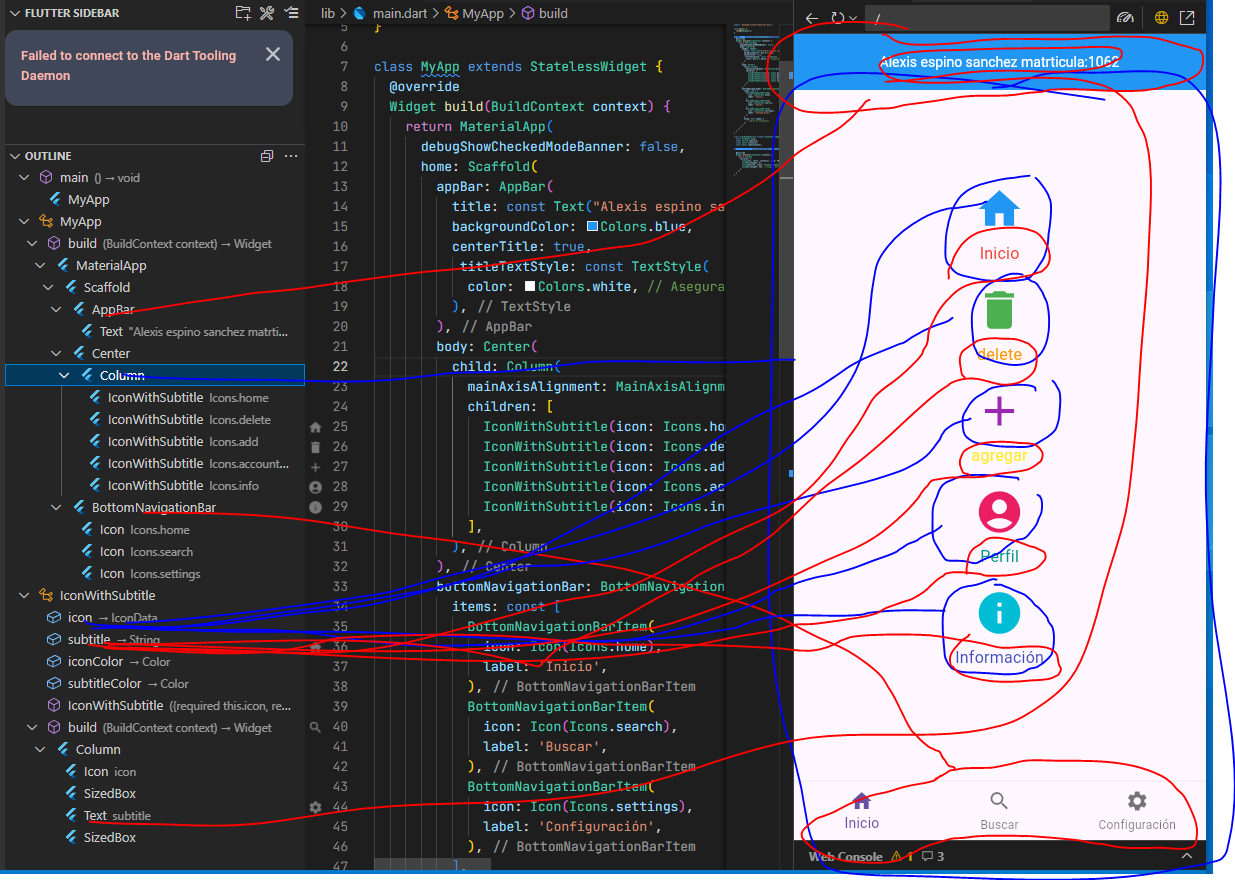 FLUTTER SIDEBAR
Failed to connect to the Dart Tooling
Daemon
OUTLINE
main () → void
MyApp
MyApp
build (BuildContext context) → Widget
MaterialApp
Scaffold
AppBar
Text "Alexis espino sanchez matrti...
Center
Column
IconWithSubtitle Icons.home
IconWithSubtitle Icons.delete
IconWithSubtitle Icons.add
IconWithSubtitle Icons.account...
IconWithSubtitle Icons.info
BottomNavigationBar
Icon Icons.home
Icon Icons.search
Icon Icons.settings
IconWithSubtitle
icon → IconData
subtitle → String
iconColor → Color
subtitleColor → Color
IconWithSubtitle ({required this.icon, re...
build (BuildContext context) → Widget
Column
Icon icon
SizedBox
Text subtitle
SizedBox
lib > main.dart > MyApp > build
5 }
6
7 class MyApp extends StatelessWidget {
8 @override
9 Widget build(BuildContext context) {
10 return MaterialApp(
11 debugShowCheckedModeBanner: false,
12 home: Scaffold(
13 appBar: AppBar(
14 title: const Text("Alexis espino sa
15 backgroundColor: Colors.blue,
16 centerTitle: true,
17 titleTextStyle: const TextStyle(
18 color: Colors.white, // Asegura
19 ), // TextStyle
20 ), // AppBar
21 body: Center(
22 child: Column(
23 mainAxisAlignment: MainAxisAlignm
24 children: [
25 IconWithSubtitle(icon: Icons.ho
26 IconWithSubtitle(icon: Icons.de
27 IconWithSubtitle(icon: Icons.ad
28 IconWithSubtitle(icon: Icons.ac
29 IconWithSubtitle(icon: Icons.in
30 ],
31 ), // Column
32 ), // Center
33 bottomNavigationBar: BottomNavigation
34 items: const [
35 BottomNavigationBarItem(
36 icon: Icon(Icons.home),
37 label: 'Inicio',
38 ), // BottomNavigationBarItem
39 BottomNavigationBarItem(
40 icon: Icon(Icons.search),
41 label: 'Buscar',
42 ), // BottomNavigationBarItem
43 BottomNavigationBarItem(
44 icon: Icon(Icons.settings),
45 label: 'Configuración',
46 ), // BottomNavigationBarItem
47 ],
/
Alexis espino sanchez matrticula:1062
Inicio
delete
agregar
Perfil
Información
Inicio
Buscar
Configuración
Web Console 1 3